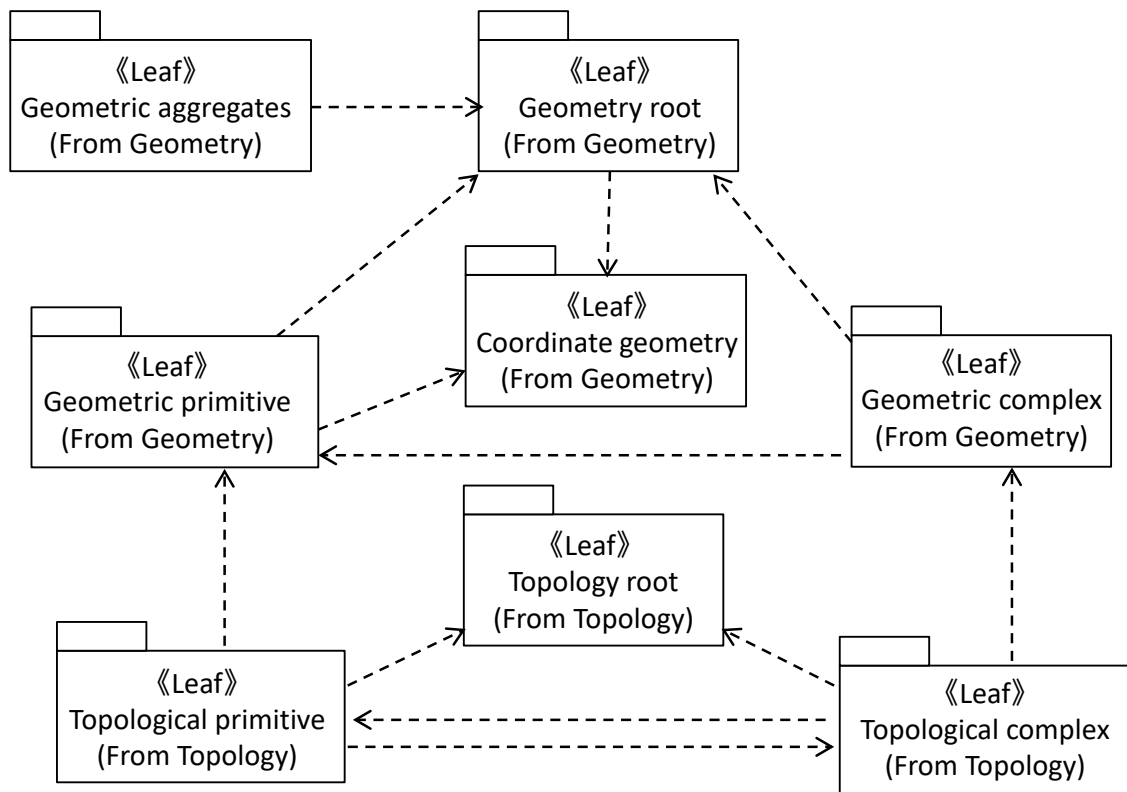 《Leaf》
Geometric aggregates
(From Geometry)
《Leaf》
Geometry root
(From Geometry)
《Leaf》
Geometric primitive
(From Geometry)
《Leaf》
Coordinate geometry
(From Geometry)
《Leaf》
Geometric complex
(From Geometry)
《Leaf》
Topology root
(From Topology)
《Leaf》
Topological primitive
(From Topology)
《Leaf》
Topological complex
(From Topology)